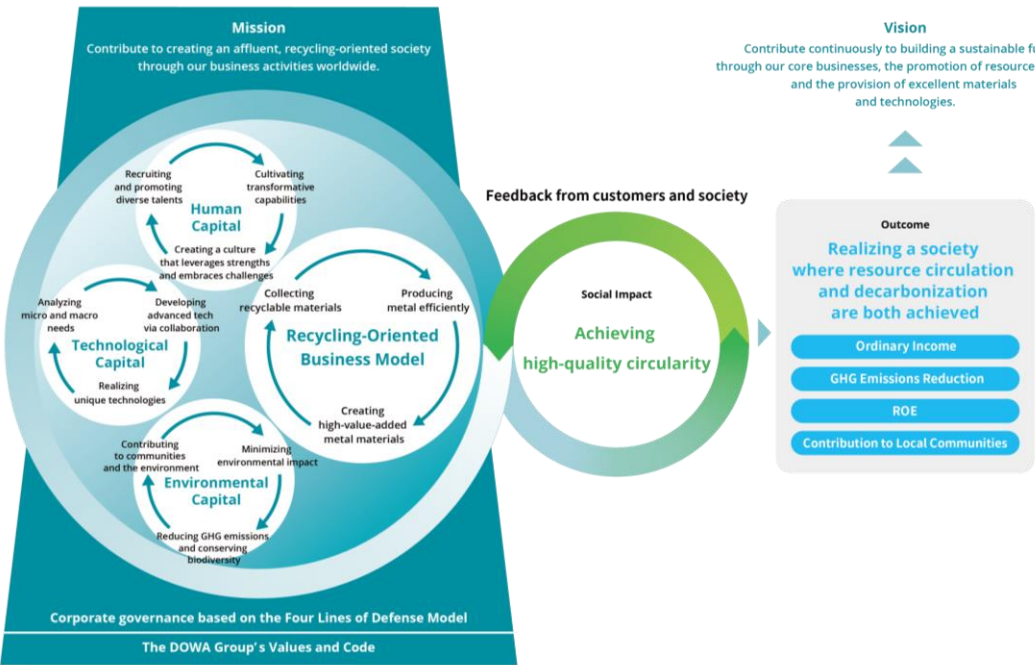 Mission
Contribute to creating an affluent, recycling-oriented society
through our business activities worldwide.
Recruiting
and promoting
diverse talents
Cultivating
transformative
capabilities
Human
Capital
Creating a culture
that leverages strengths
and embraces challenges
Analyzing
micro and macro
needs
Developing
advanced tech
via collaboration
Technological
Capital
Realizing
unique technologies
Contributing
to communities
and the environment
Minimizing
environmental impact
Environmental
Capital
Reducing GHG emissions
and conserving
biodiversity
Collecting
recyclable materials
Producing
metal efficiently
Recycling-Oriented
Business Model
Creating
high-value-added
metal materials
Corporate governance based on the Four Lines of Defense Model
The DOWA Group's Values and Code
Feedback from customers and society
Social Impact
Achieving
high-quality circularity
Vision
Contribute continuously to building a sustainable
through our core businesses, the promotion of resource
and the provision of excellent materials
and technologies.
Outcome
Realizing a society
where resource circulation
and decarbonization
are both achieved
Ordinary Income
GHG Emissions Reduction
ROE
Contribution to Local Communities